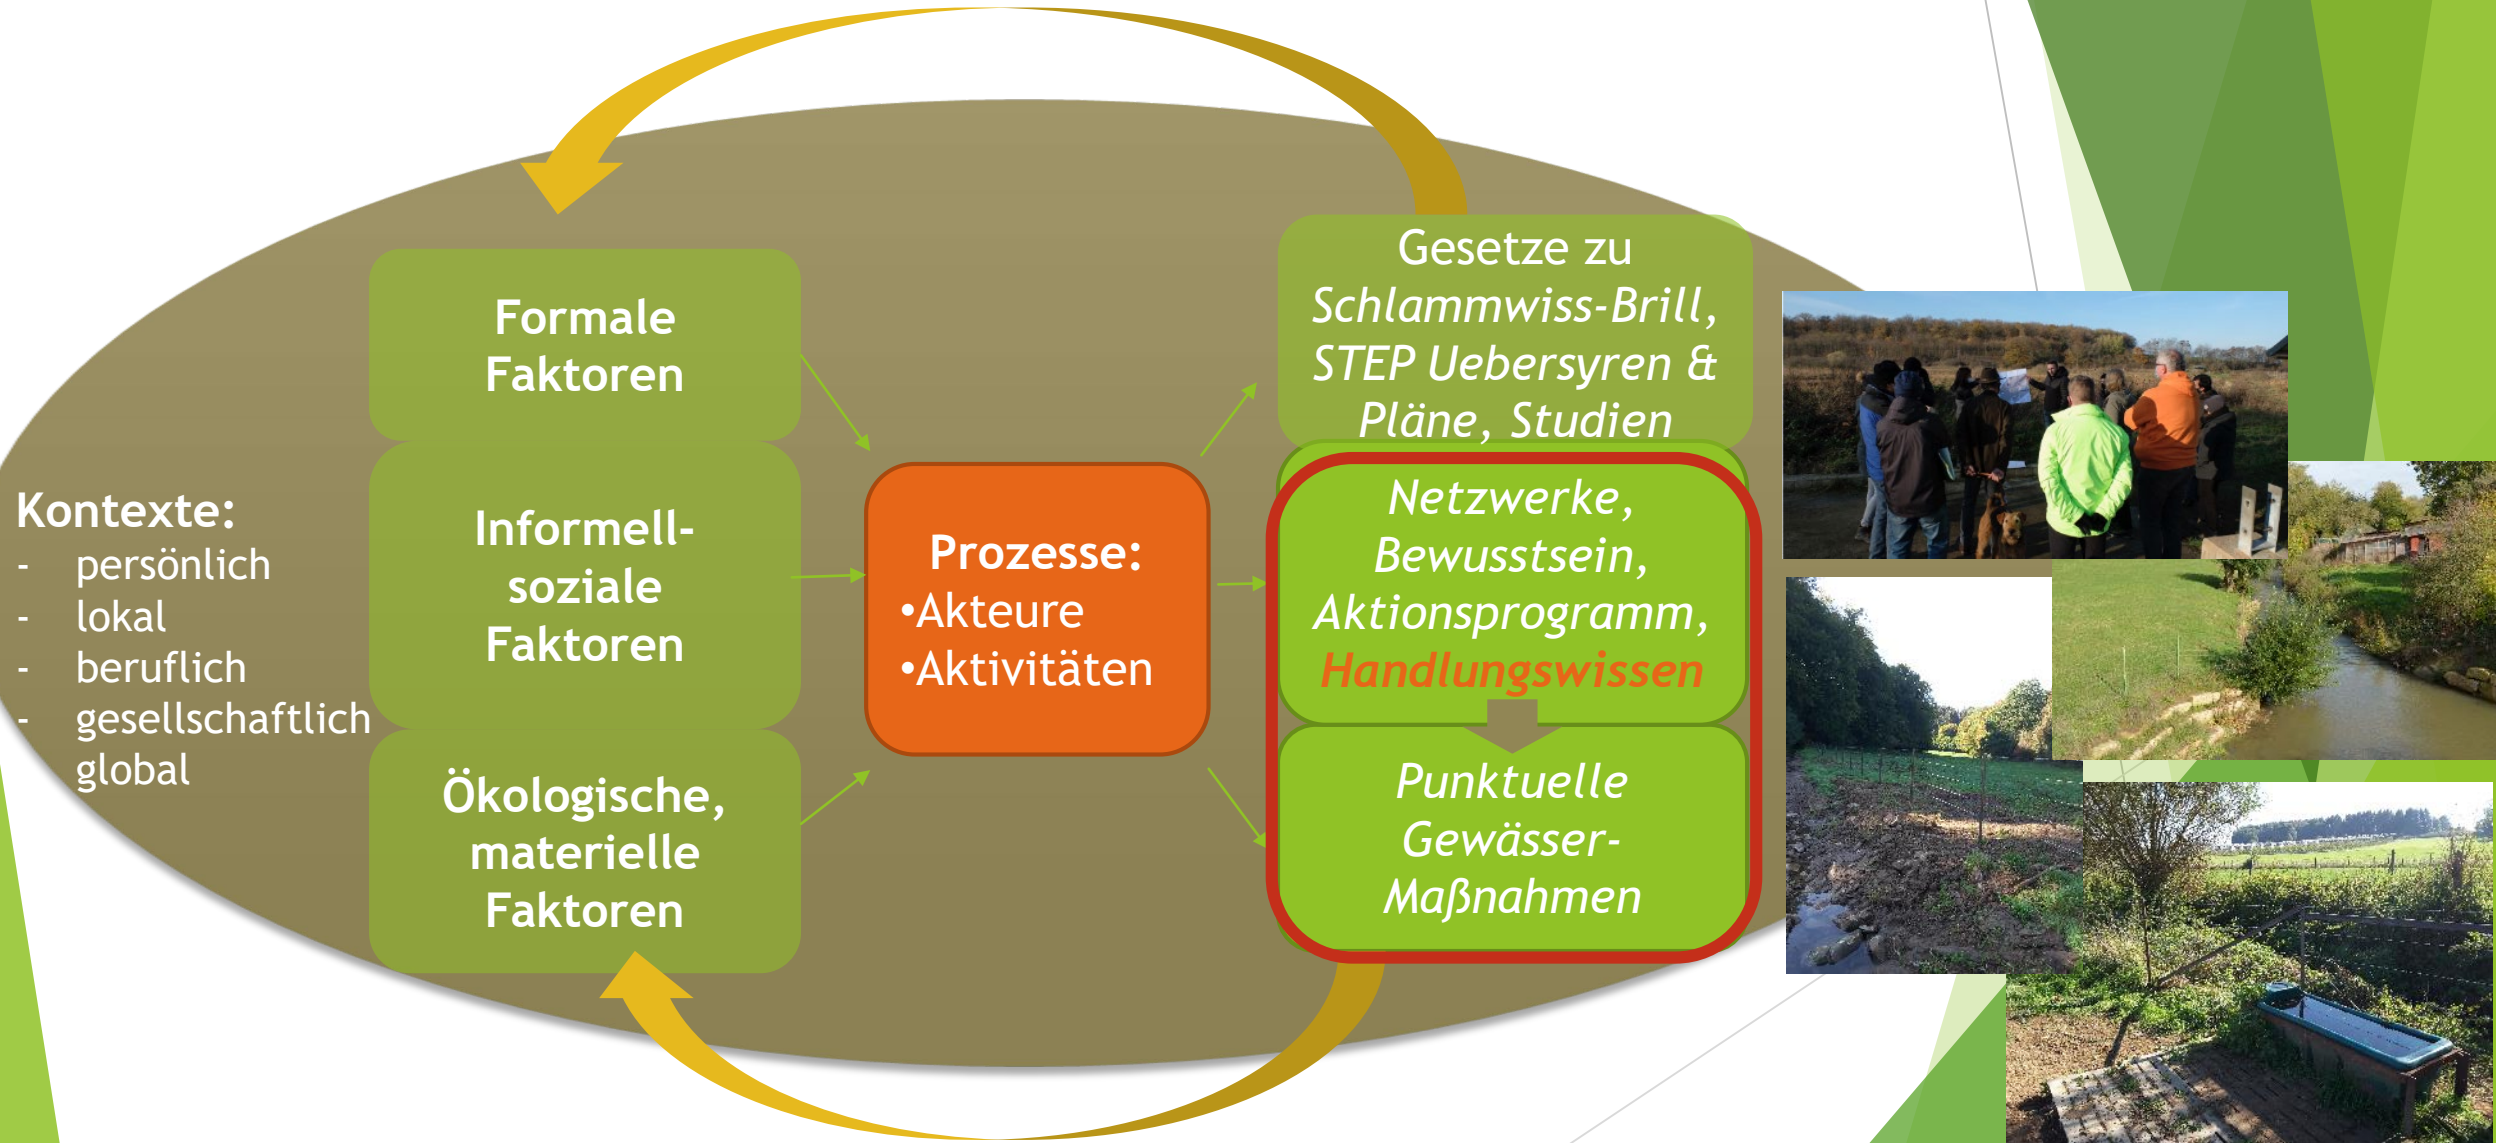 Kontexte:
- persönlich
- lokal
- beruflich
- gesellschaftlich
global
Formale
Faktoren
Informell-
soziale
Faktoren
Ökologische,
materielle
Faktoren
Prozesse:
•Akteure
•Aktivitäten
Gesetze zu
Schlammwiss-Brill,
STEP Uebersyren &
Pläne, Studien
Netzwerke,
Bewusstsein,
Aktionsprogramm,
Handlungswissen
Punktuelle
Gewässer-
Maßnahmen